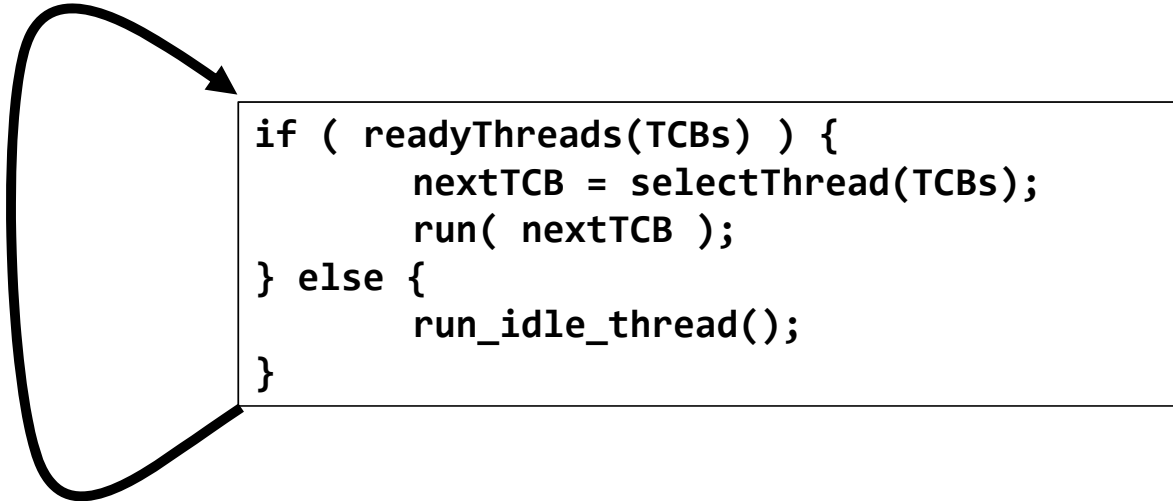 if ( readyThreads(TCBs) ) {
nextTCB = selectThread(TCBs);
run( nextTCB );
} else {
run_idle_thread();
}